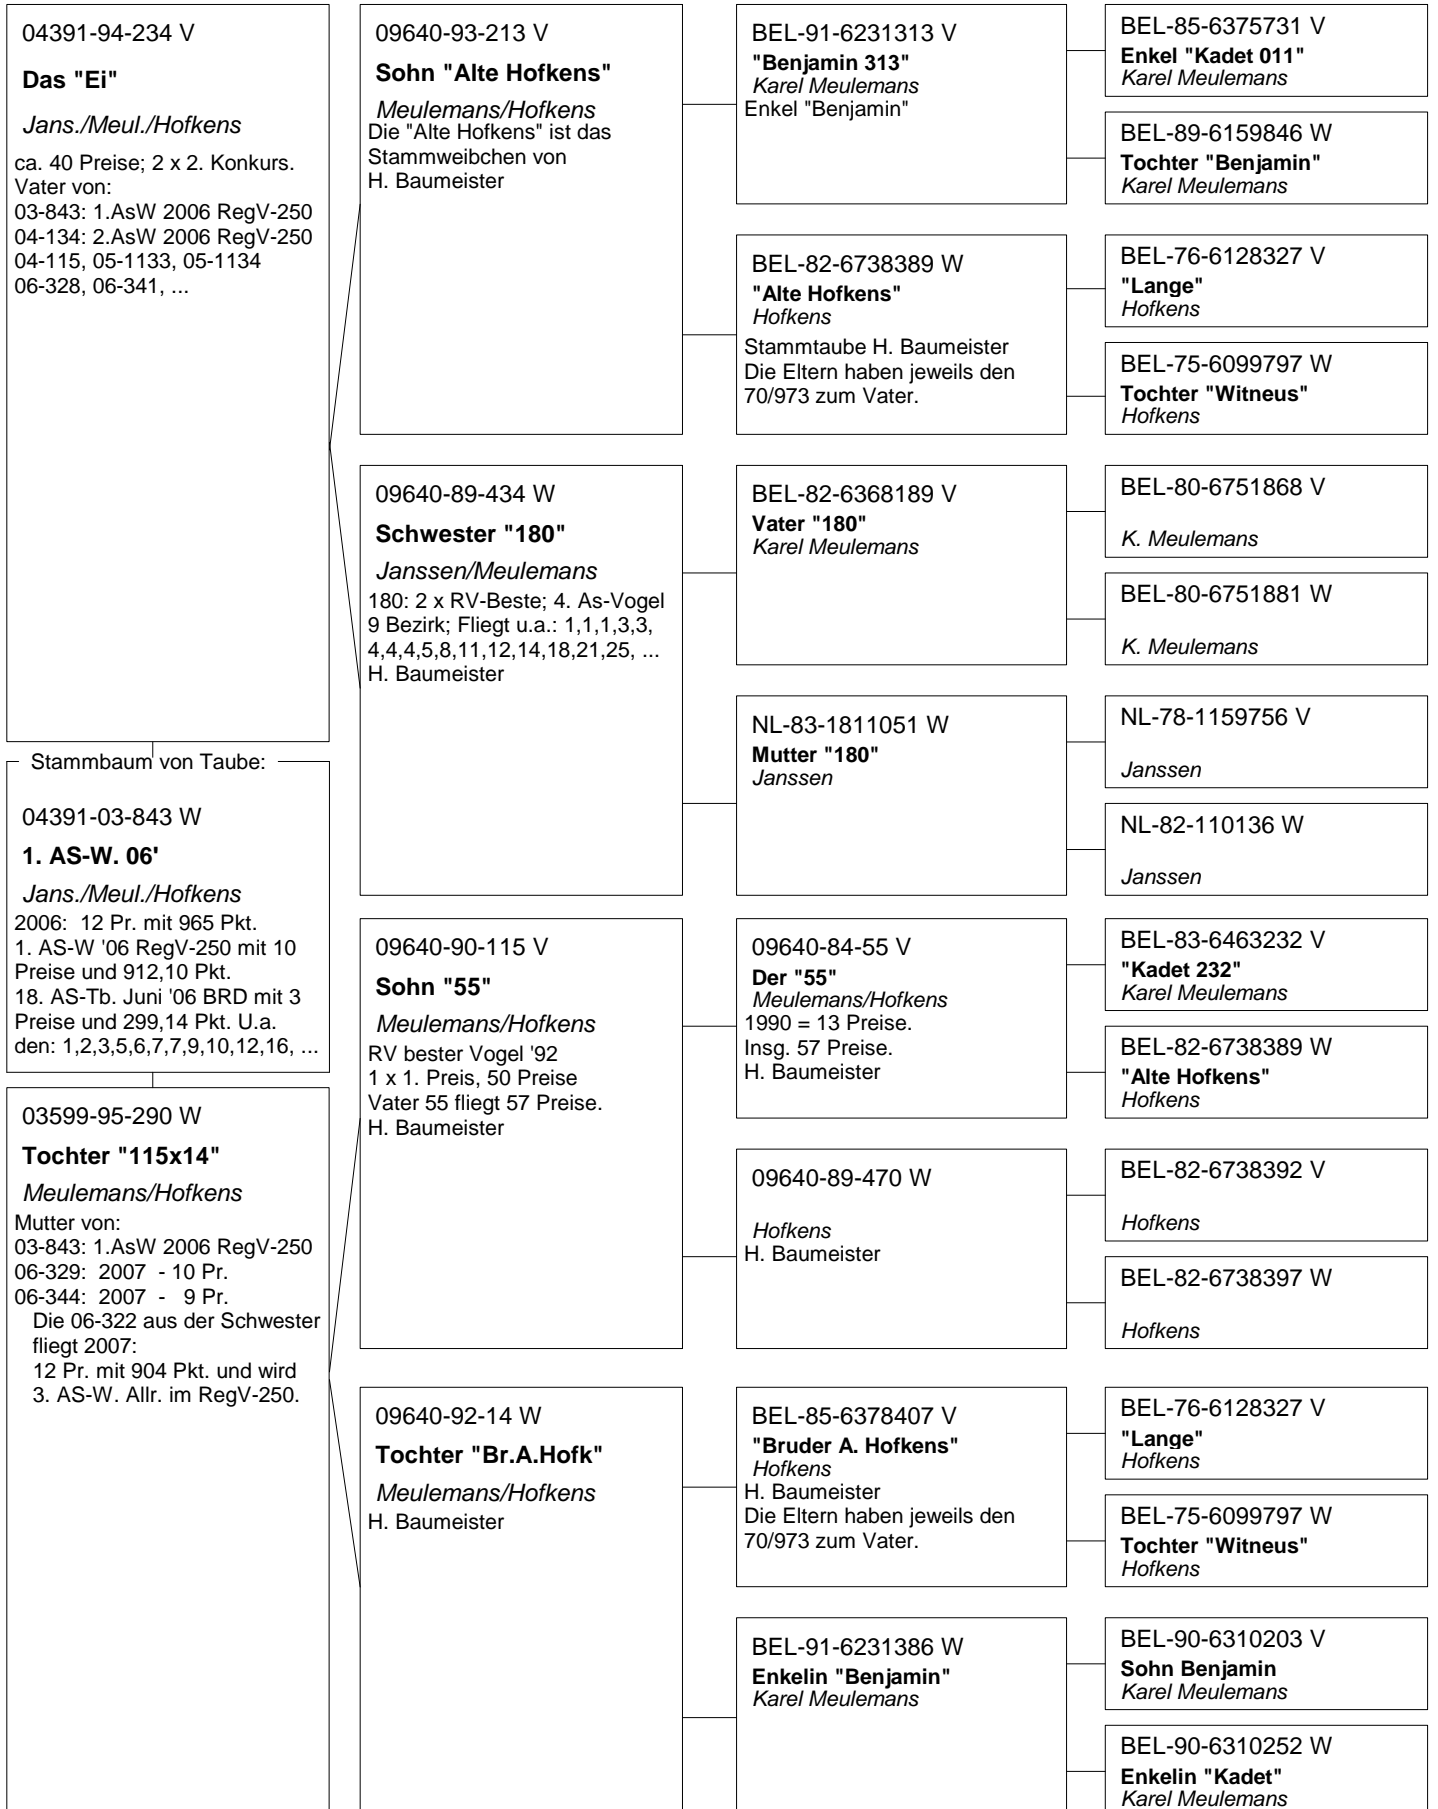 04391-94-234 V
Das "Ei"
Jans./Meul./Hofkens
ca. 40 Preise; 2 x 2. Konkurs.
Vater von:
03-843: 1.AsW 2006 RegV-250
04-134: 2.AsW 2006 RegV-250
04-115, 05-1133, 05-1134
06-328, 06-341, ...
Stammbaum von Taube:
04391-03-843 W
1. AS-W. 06'
Jans./Meul./Hofkens
2006:  12 Pr. mit 965 Pkt.
1. AS-W '06 RegV-250 mit 10
Preise und 912,10 Pkt.
18. AS-Tb. Juni '06 BRD mit 3
Preise und 299,14 Pkt. U.a.
den: 1,2,3,5,6,7,7,9,10,12,16, ...
03599-95-290 W
Tochter "115x14"
Meulemans/Hofkens
Mutter von:
03-843: 1.AsW 2006 RegV-250
06-329:  2007  - 10 Pr.
06-344:  2007  -   9 Pr.
Die 06-322 aus der Schwester
fliegt 2007:
12 Pr. mit 904 Pkt. und wird
3. AS-W. Allr. im RegV-250.
09640-93-213 V
Sohn "Alte Hofkens"
Meulemans/Hofkens
Die "Alte Hofkens" ist das
Stammweibchen von
H. Baumeister
09640-89-434 W
Schwester "180"
Janssen/Meulemans
180: 2 x RV-Beste; 4. As-Vogel
9 Bezirk; Fliegt u.a.: 1,1,1,3,3,
4,4,4,5,8,11,12,14,18,21,25, ...
H. Baumeister
09640-90-115 V
Sohn "55"
Meulemans/Hofkens
RV bester Vogel '92
1 x 1. Preis, 50 Preise
Vater 55 fliegt 57 Preise.
H. Baumeister
09640-92-14 W
Tochter "Br.A.Hofk"
Meulemans/Hofkens
H. Baumeister
BEL-91-6231313 V
"Benjamin 313"
Karel Meulemans
Enkel "Benjamin"
BEL-82-6738389 W
"Alte Hofkens"
Hofkens
Stammtaube H. Baumeister
Die Eltern haben jeweils den
70/973 zum Vater.
BEL-82-6368189 V
Vater "180"
Karel Meulemans
NL-83-1811051 W
Mutter "180"
Janssen
09640-84-55 V
Der "55"
Meulemans/Hofkens
1990 = 13 Preise.
Insg. 57 Preise.
H. Baumeister
09640-89-470 W
Hofkens
H. Baumeister
BEL-85-6378407 V
"Bruder A. Hofkens"
Hofkens
H. Baumeister
Die Eltern haben jeweils den
70/973 zum Vater.
BEL-91-6231386 W
Enkelin "Benjamin"
Karel Meulemans
BEL-85-6375731 V
Enkel "Kadet 011"
Karel Meulemans
BEL-89-6159846 W
Tochter "Benjamin"
Karel Meulemans
BEL-76-6128327 V
"Lange"
Hofkens
BEL-75-6099797 W
Tochter "Witneus"
Hofkens
BEL-80-6751868 V
K. Meulemans
BEL-80-6751881 W
K. Meulemans
NL-78-1159756 V
Janssen
NL-82-110136 W
Janssen
BEL-83-6463232 V
"Kadet 232"
Karel Meulemans
BEL-82-6738389 W
"Alte Hofkens"
Hofkens
BEL-82-6738392 V
Hofkens
BEL-82-6738397 W
Hofkens
BEL-76-6128327 V
"Lange"
Hofkens
BEL-75-6099797 W
Tochter "Witneus"
Hofkens
BEL-90-6310203 V
Sohn Benjamin
Karel Meulemans
BEL-90-6310252 W
Enkelin "Kadet"
Karel Meulemans